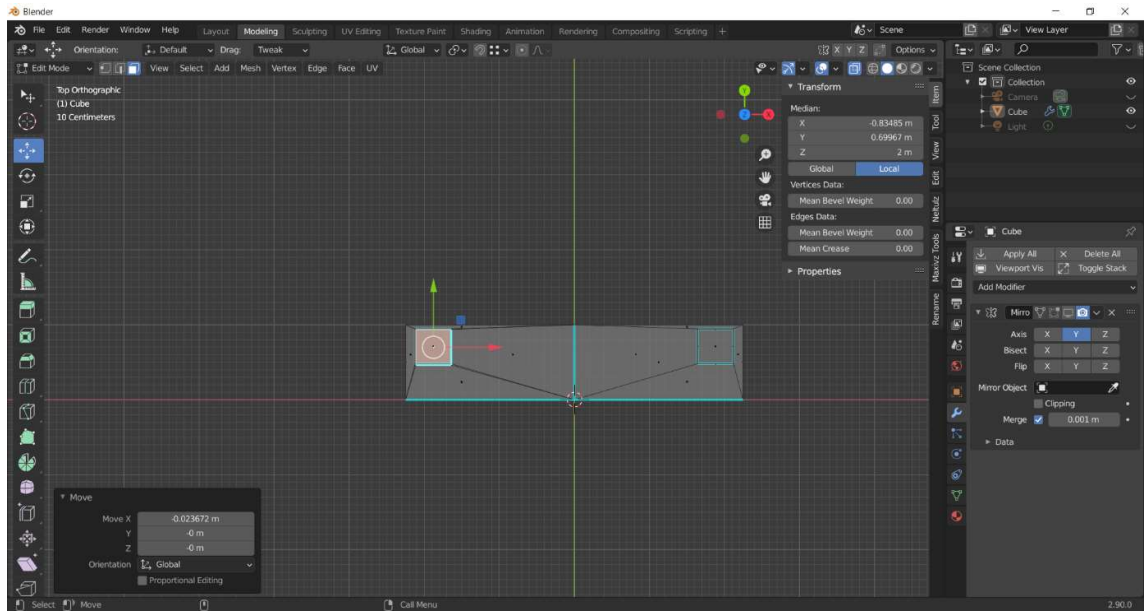 Blender
File Edit Render Window Help Layout Modeling Sculpting UV Editing Texture Paint Shading Animation Rendering Compositing Scripting + Scene View Layer
Orientation: Default Drag: Tweak Global X Y Z Options
Edit Mode View Select Add Mesh Vertex Edge Face UV
Top Orthographic
(1) Cube
10 Centimeters
Y
Z
X
Transform
Median:
X -0.83485 m
Y 0.69967 m
Z 2 m
Global Local
Vertices Data:
Mean Bevel Weight 0.00
Edges Data:
Mean Bevel Weight 0.00
Mean Crease 0.00
Properties
Item
Tool
View
Edit
Neltulz
Maxivz Tools
Rename
Scene Collection
Collection
Camera
Cube
Light
Cube
Apply All Delete All
Viewport Vis Toggle Stack
Add Modifier
Mirro
Axis X Y Z
Bisect X Y Z
Flip X Y Z
Mirror Object
Clipping
Merge 0.001 m
Data
Move
Move X -0.023672 m
Y -0 m
Z -0 m
Orientation Global
Proportional Editing
Select Move Call Menu 2.90.0